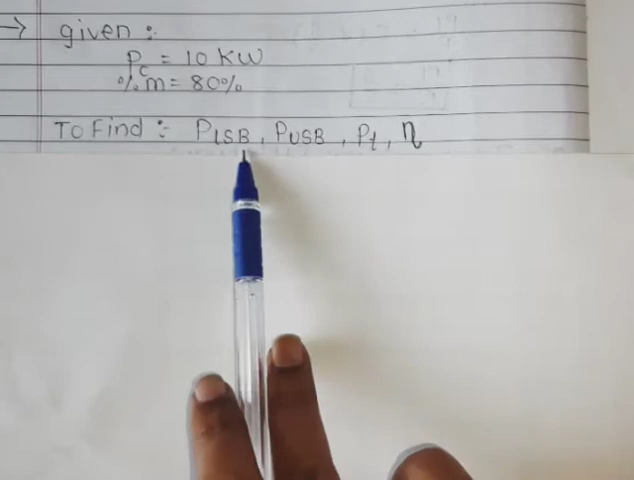 → given :
Pc = 10 KW
% m = 80%
To Find : PLSB , PUSB , Pt , η